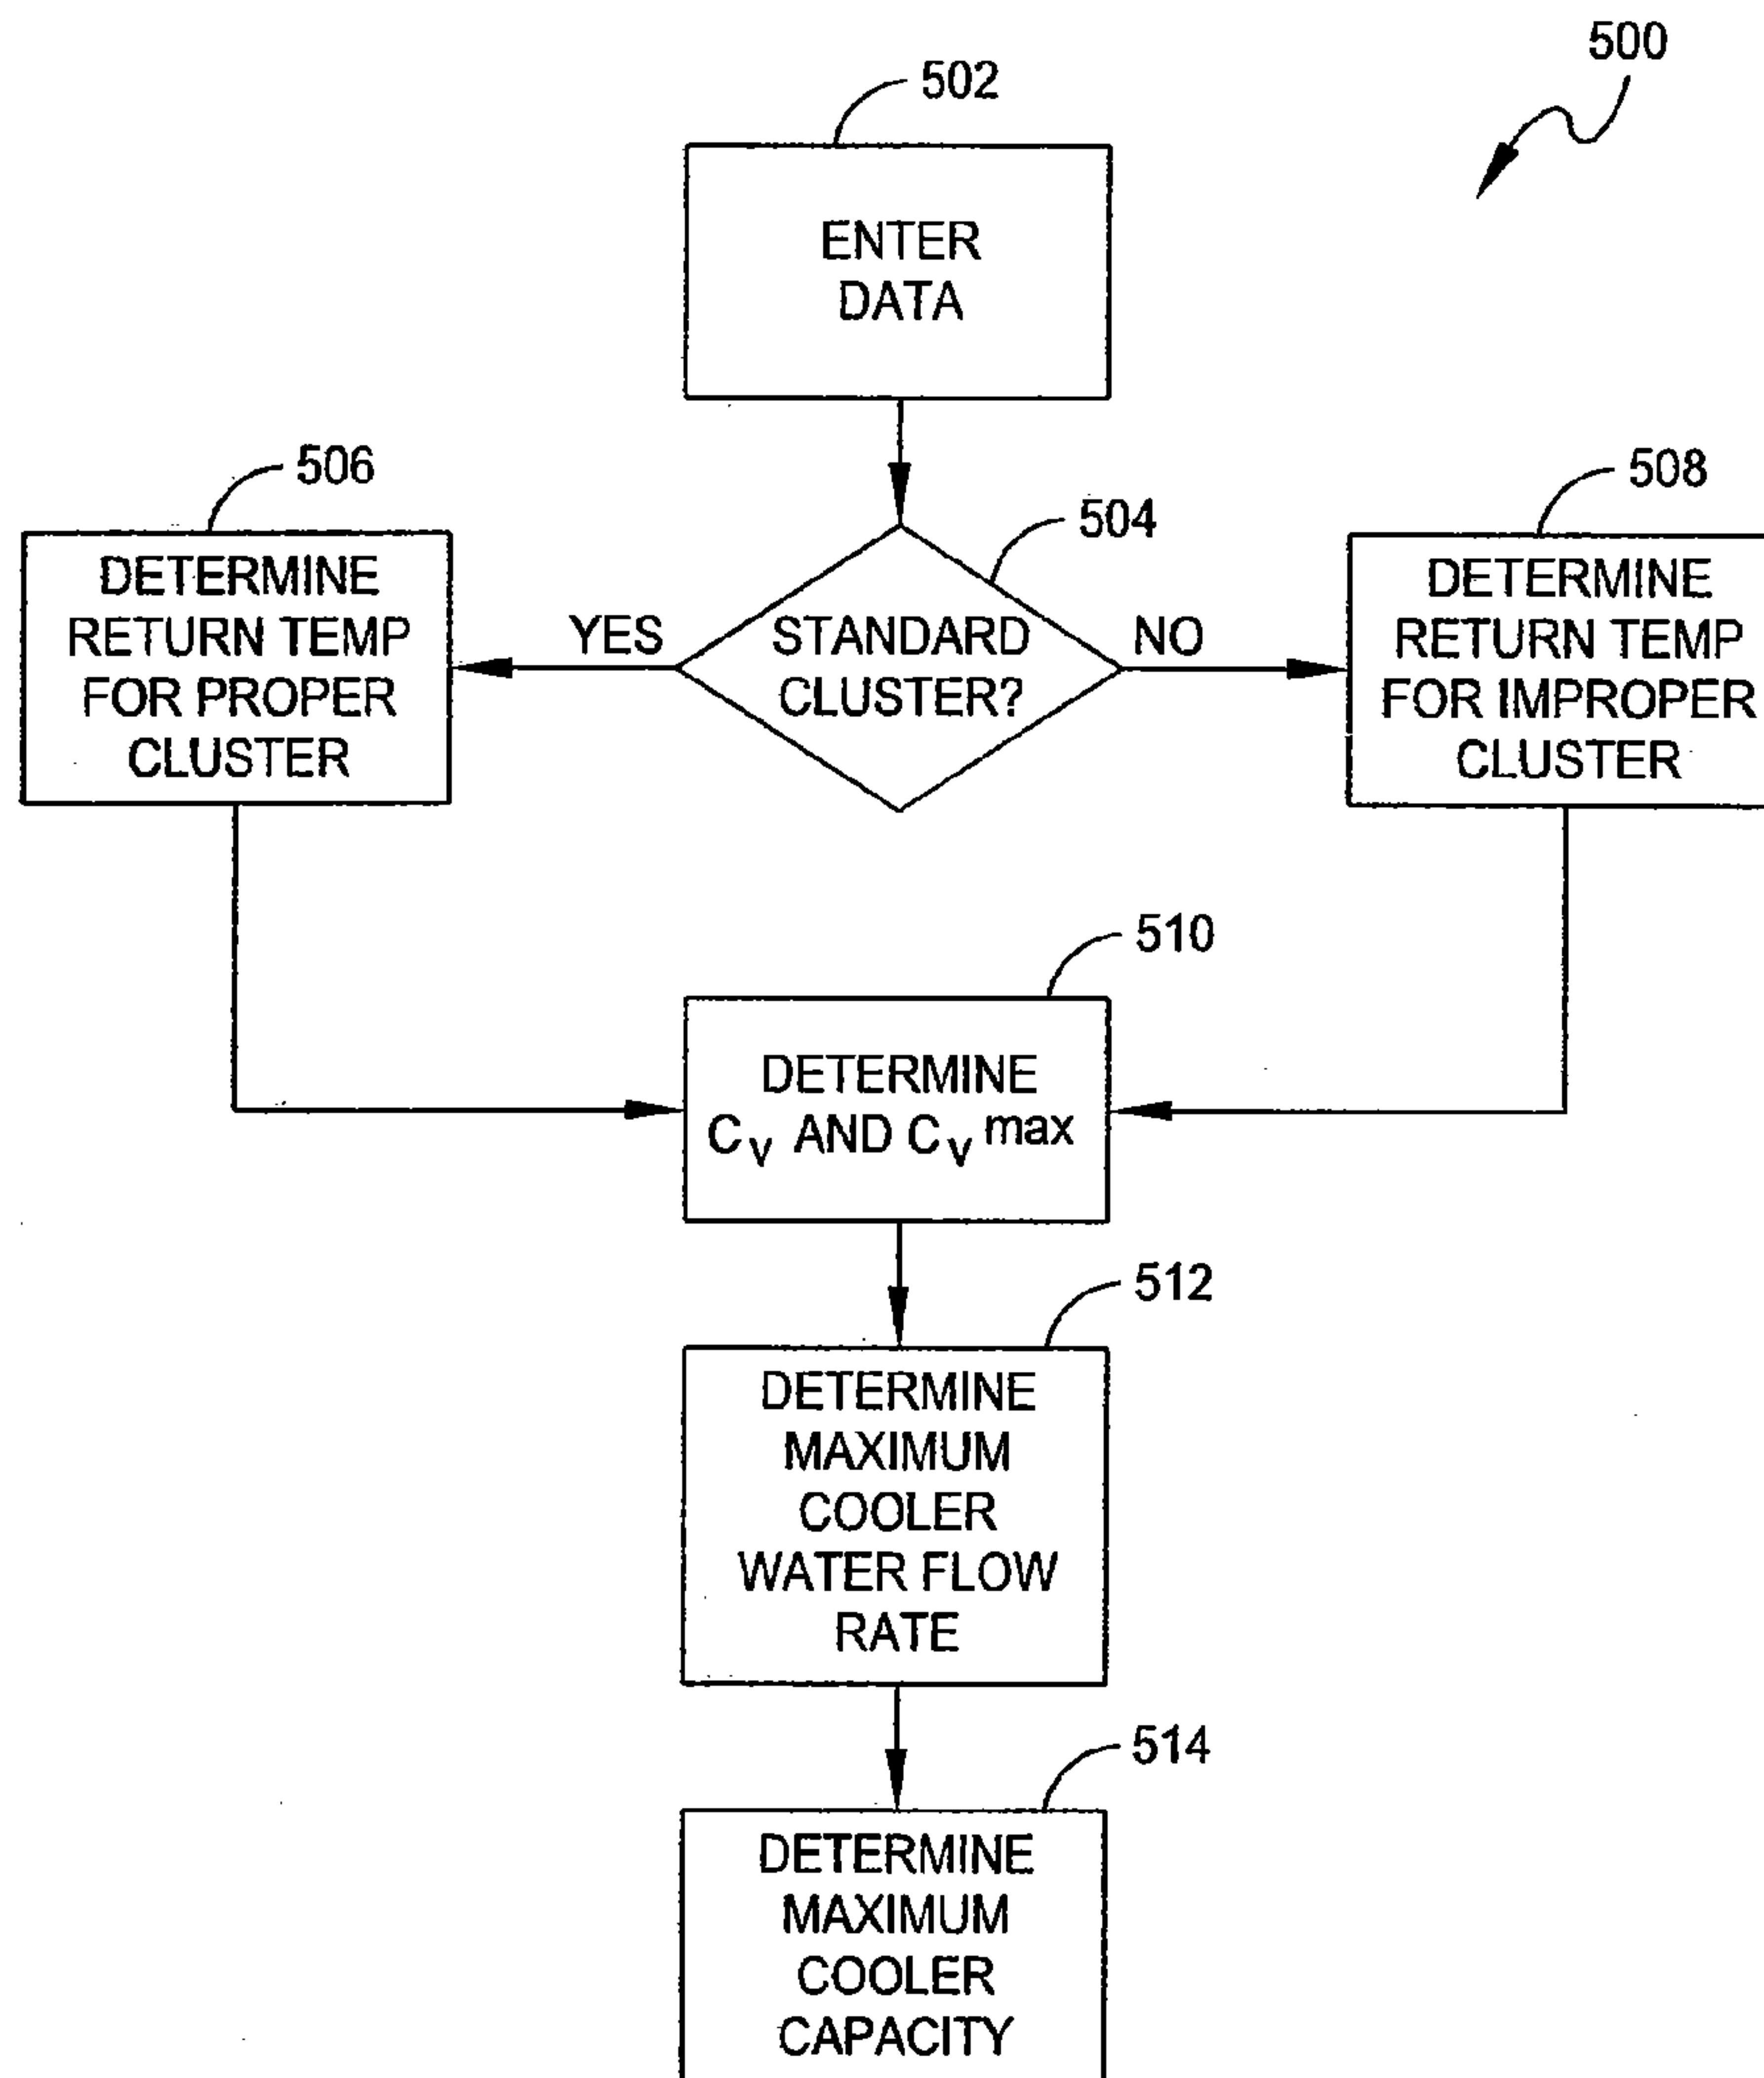 500
502
ENTER
DATA
504
STANDARD
CLUSTER?
YES
NO
506
DETERMINE
RETURN TEMP
FOR PROPER
CLUSTER
508
DETERMINE
RETURN TEMP
FOR IMPROPER
CLUSTER
510
DETERMINE
Cv AND Cv max
512
DETERMINE
MAXIMUM
COOLER
WATER FLOW
RATE
514
DETERMINE
MAXIMUM
COOLER
CAPACITY